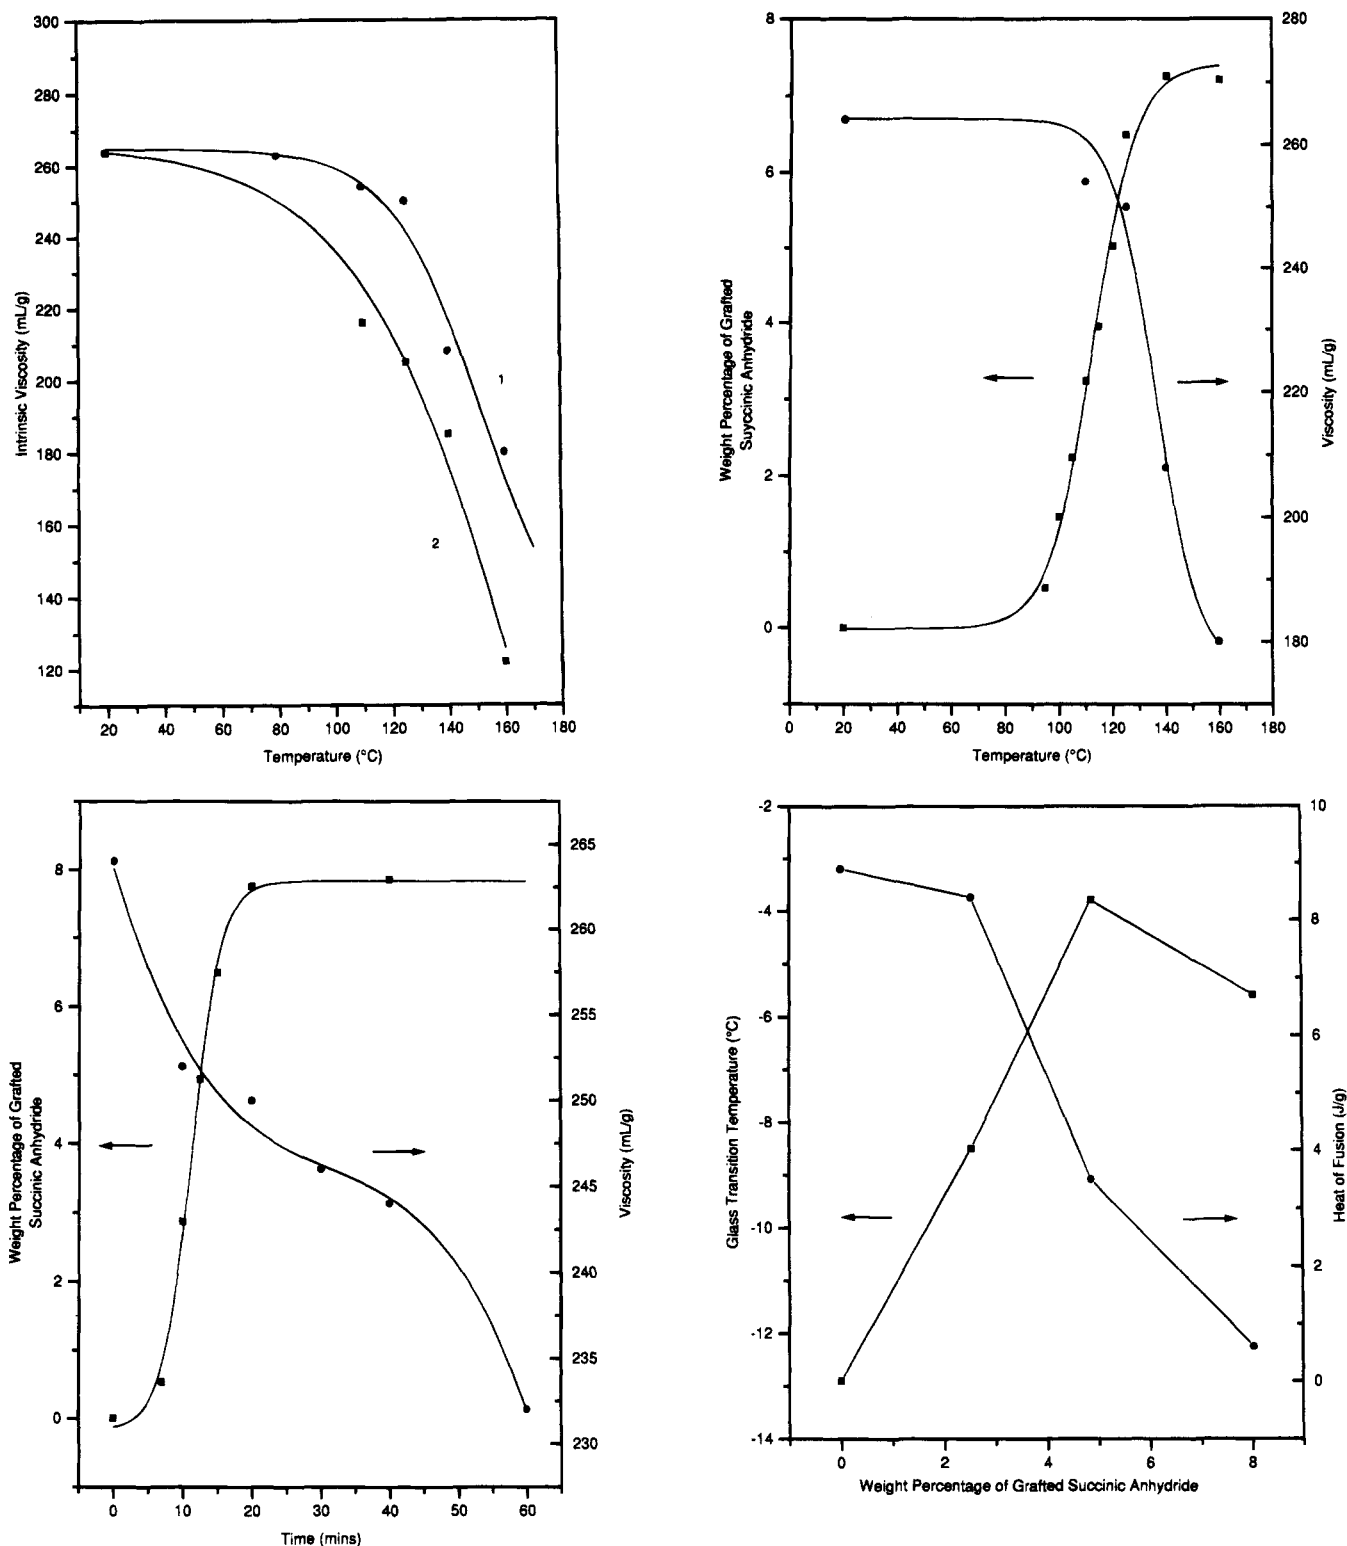 300
280
260
240
220
200
180
160
140
120
Intrinsic Viscosity (mL/g)
1
2
20 40 60 80 100 120 140 160 180
Temperature (°C)
8
6
4
2
0
Weight Percentage of Grafted
Suyccinic Anhydride
280
260
240
220
200
180
Viscosity (mL/g)
0 20 40 60 80 100 120 140 160 180
Temperature (°C)
8
6
4
2
0
Weight Percentage of Grafted
Succinic Anhydride
265
260
255
250
245
240
235
230
Viscosity (mL/g)
0 10 20 30 40 50 60
Time (mins)
-2
-4
-6
-8
-10
-12
-14
Glass Transition Temperature (°C)
10
8
6
4
2
0
Heat of Fusion (J/g)
0 2 4 6 8
Weight Percentage of Grafted Succinic Anhydride